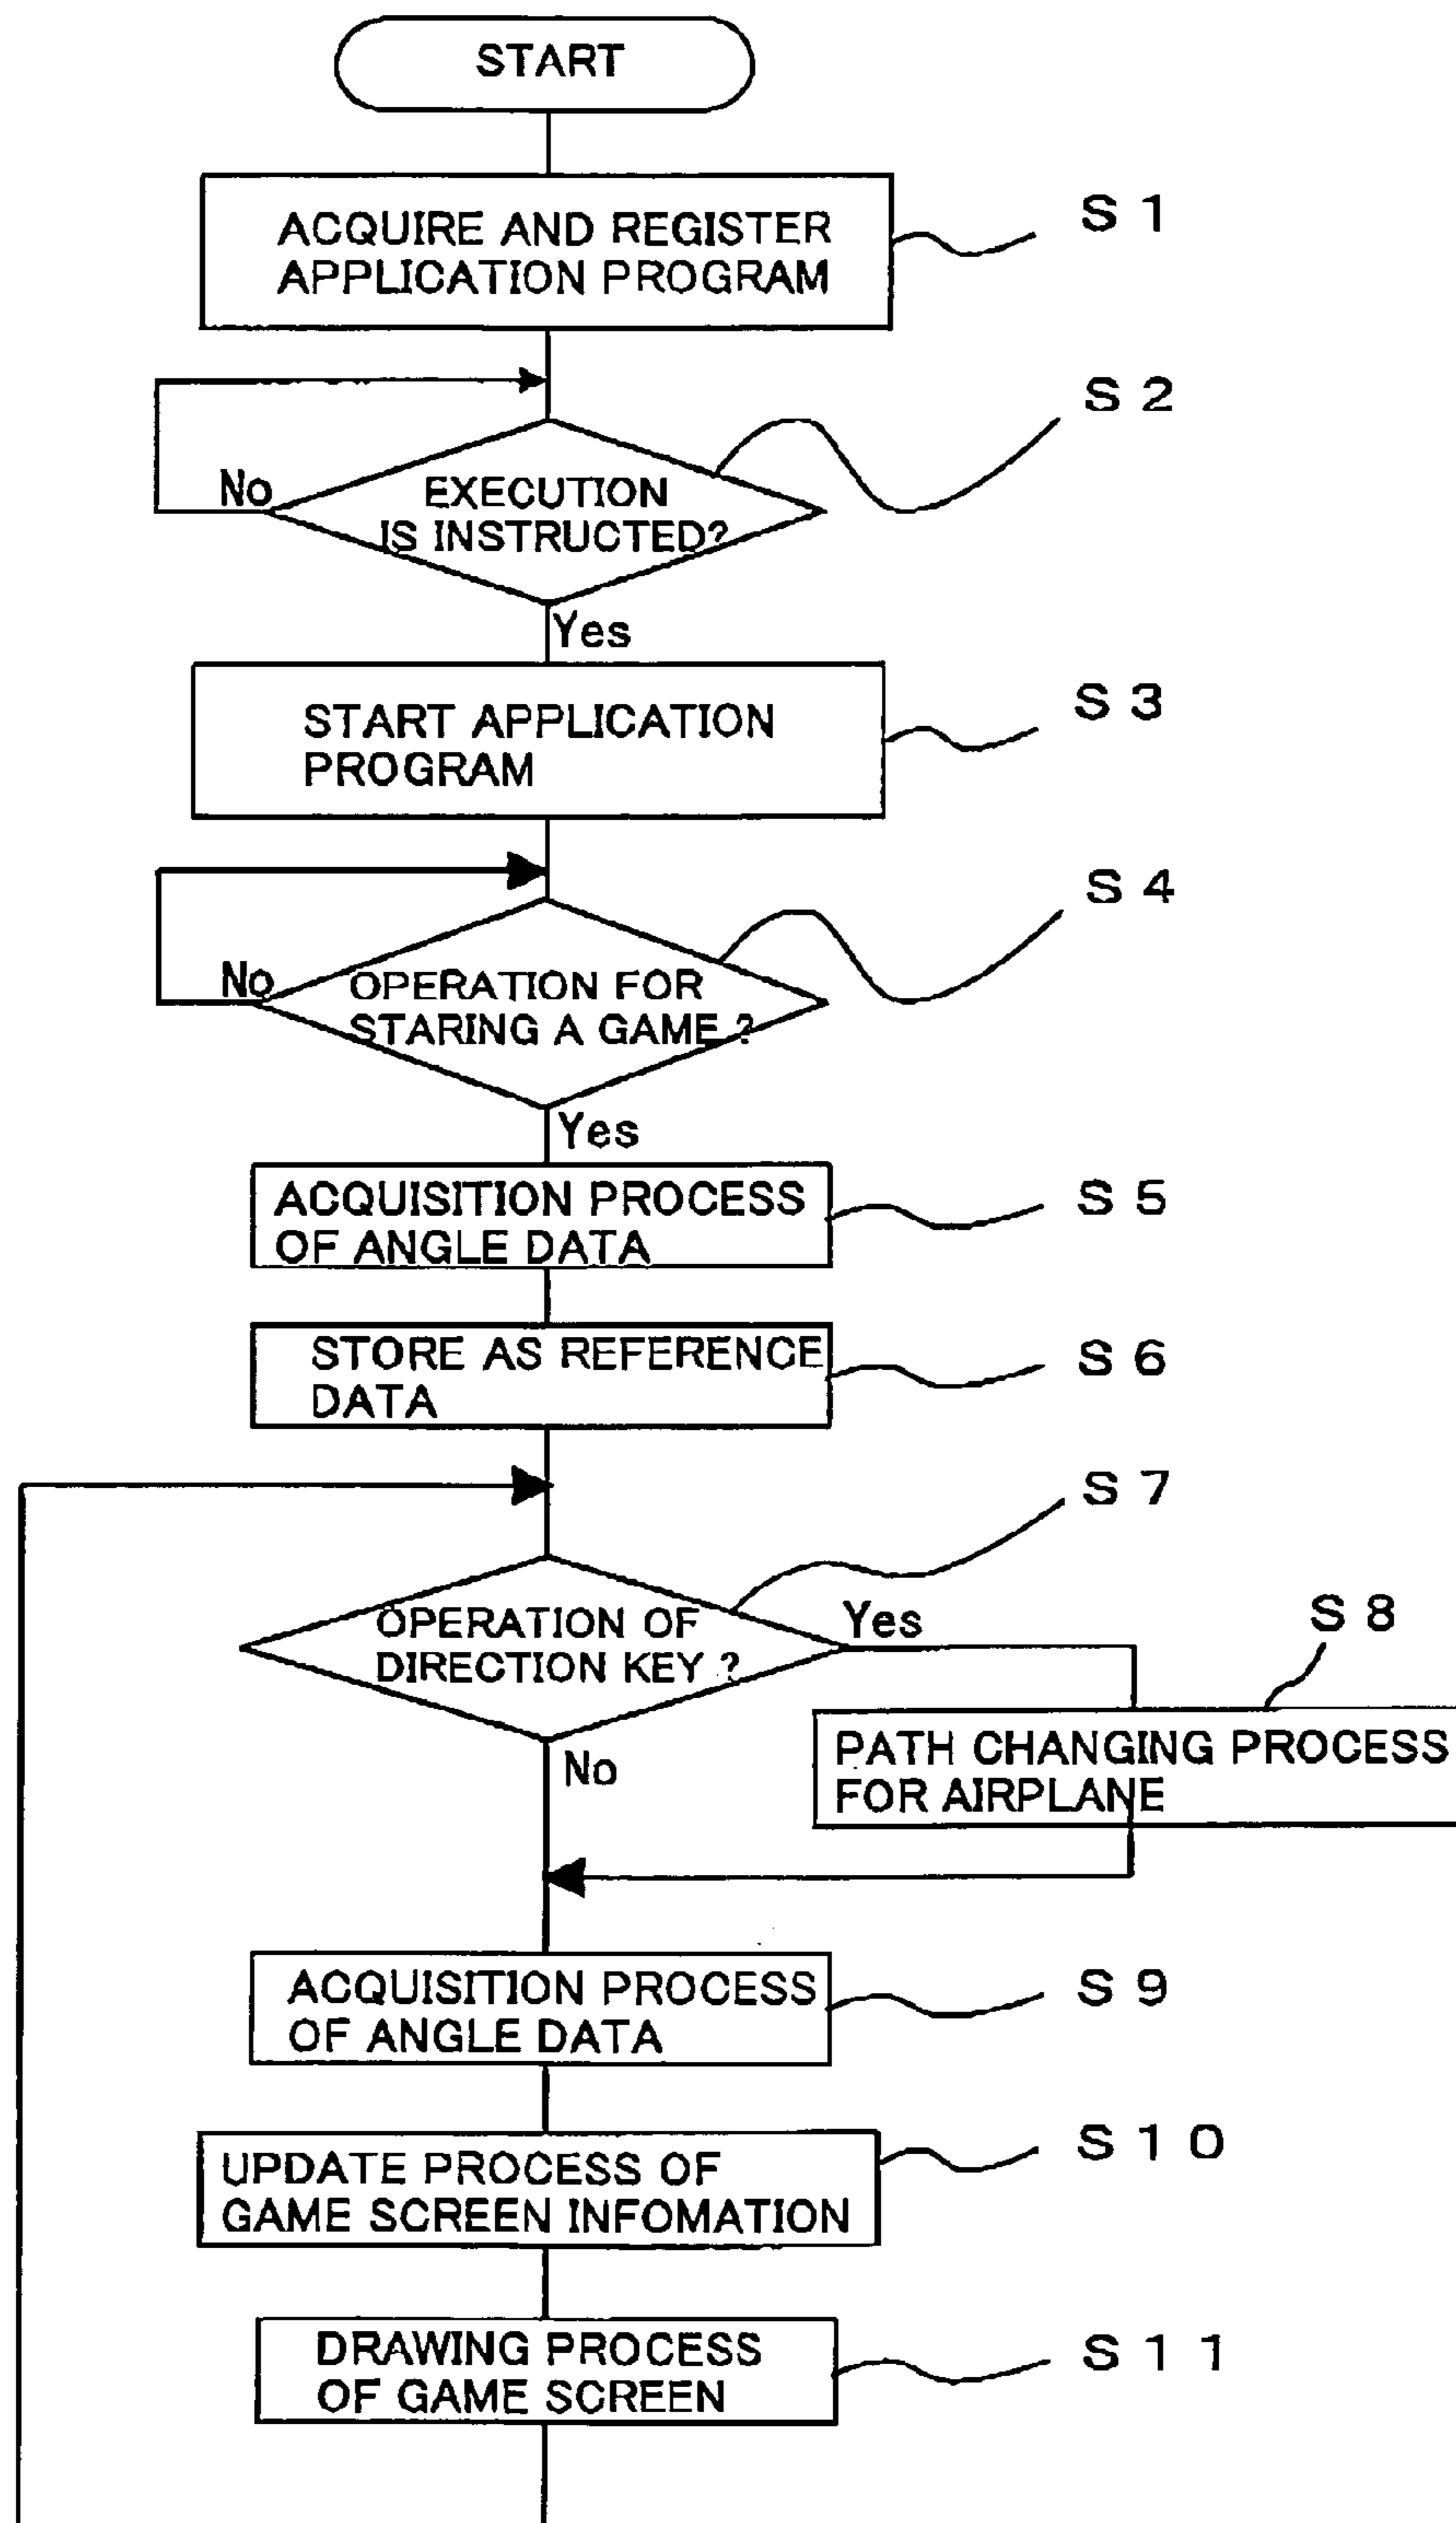 START
ACQUIRE AND REGISTER
APPLICATION PROGRAM
S 1
S 2
No
EXECUTION
IS INSTRUCTED?
Yes
START APPLICATION
PROGRAM
S 3
S 4
No
OPERATION FOR
STARING A GAME ?
Yes
ACQUISITION PROCESS
OF ANGLE DATA
S 5
STORE AS REFERENCE
DATA
S 6
S 7
OPERATION OF
DIRECTION KEY ?
Yes
S 8
No
PATH CHANGING PROCESS
FOR AIRPLANE
ACQUISITION PROCESS
OF ANGLE DATA
S 9
UPDATE PROCESS OF
GAME SCREEN INFOMATION
S 1 0
DRAWING PROCESS
OF GAME SCREEN
S 1 1